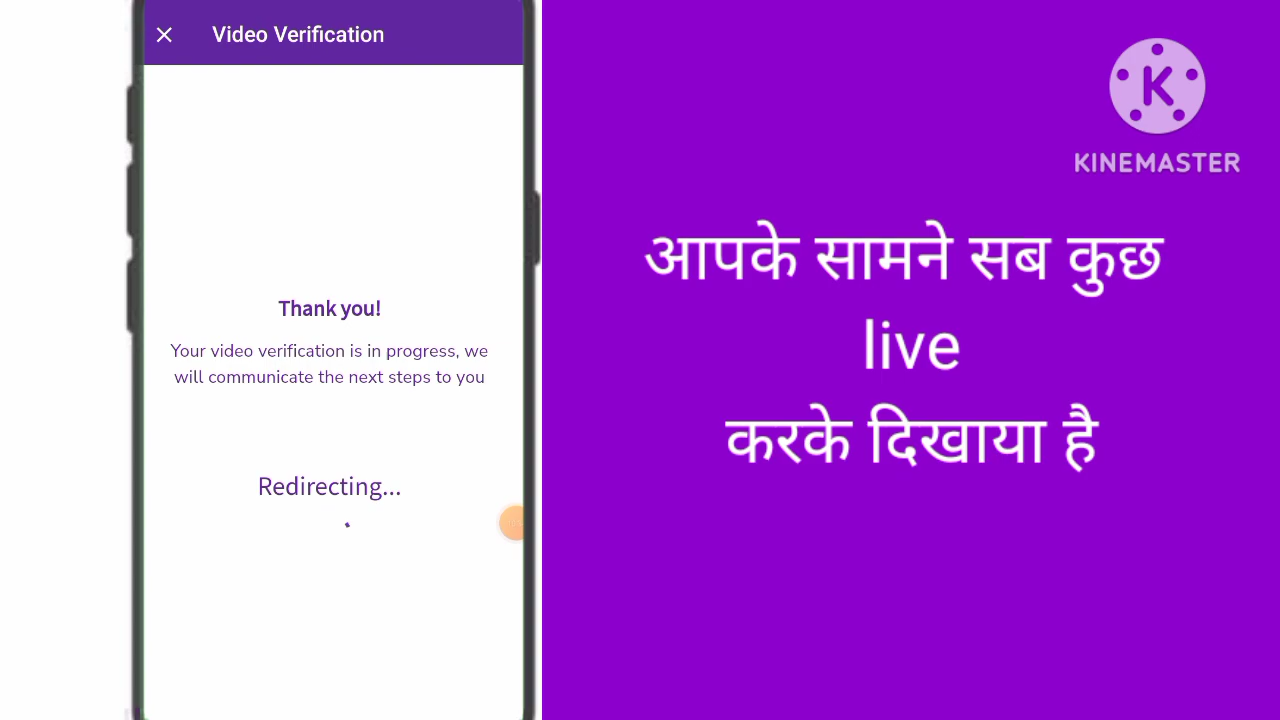 Video Verification
Thank you!
Your video verification is in progress, we
will communicate the next steps to you
Redirecting...
K
KINEMASTER
आपके सामने सब कुछ
live
करके दिखाया है